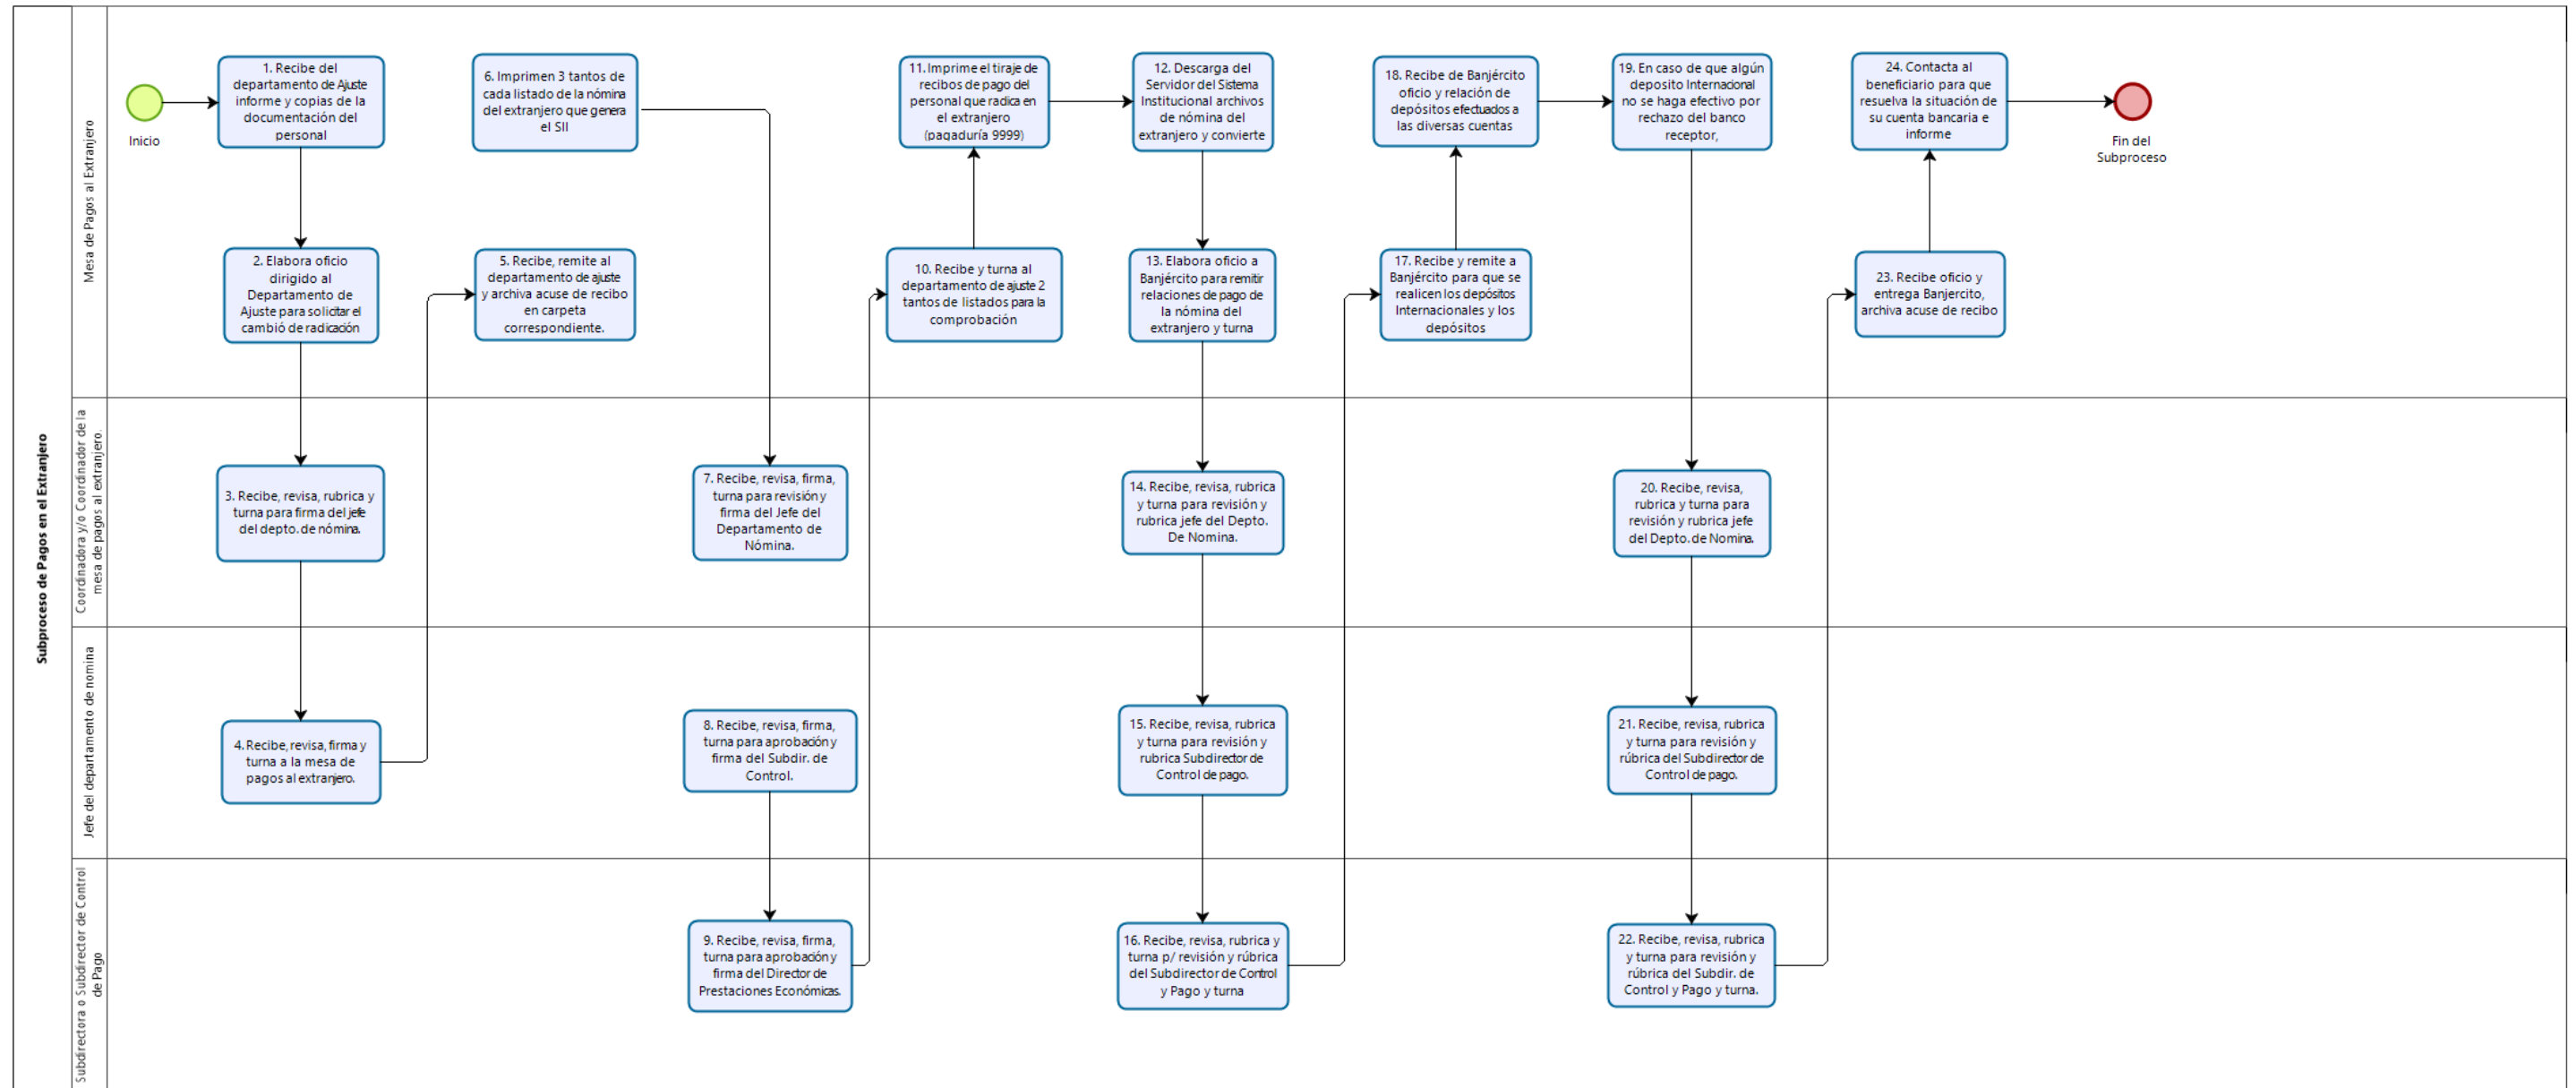 Subproceso de Pagos en el Extranjero
Mesa de Pagos al Extranjero
Inicio
1. Recibe del
departamento de Ajuste
informe y copias de la
documentación del
personal
2. Elabora oficio
dirigido al
Departamento de
Ajuste para solicitar el
cambió de radicación
6. Imprimen 3 tantos de
cada listado de la nómina
del extranjero que genera
el SII
5. Recibe, remite al
departamento de ajuste
y archiva acuse de recibo
en carpeta
correspondiente.
11. Imprime el tiraje de
recibos de pago del
personal que radica en
el extranjero
(pagaduría 9999)
10. Recibe y turna al
departamento de ajuste 2
tantos de listados para la
comprobación
12. Descarga del
Servidor del Sistema
Institucional archivos
de nómina del
extranjero y convierte
13. Elabora oficio a
Banjército para remitir
relaciones de pago de
la nómina del
extranjero y turna
18. Recibe de Banjército
oficio y relación de
depósitos efectuados a
las diversas cuentas
17. Recibe y remite a
Banjército para que se
realicen los depósitos
Internacionales y los
depósitos
19. En caso de que algún
deposito Internacional
no se haga efectivo por
rechazo del banco
receptor,
24. Contacta al
beneficiario para que
resuelva la situación de
su cuenta bancaria e
informe
23. Recibe oficio y
entrega Banjercito,
archiva acuse de recibo
Fin del
Subproceso
Coordinadora y/o Coordinador de la
mesa de pagos al extranjero.
3. Recibe, revisa, rubrica y
turna para firma del jefe
del depto. de nómina.
7. Recibe, revisa, firma,
turna para revisión y
firma del Jefe del
Departamento de
Nómina.
14. Recibe, revisa, rubrica
y turna para revisión y
rubrica jefe del Depto.
De Nomina.
20. Recibe, revisa,
rubrica y turna para
revisión y rubrica jefe
del Depto. de Nomina.
Jefe del departamento de nomina
4. Recibe, revisa, firma y
turna a la mesa de
pagos al extranjero.
8. Recibe, revisa, firma,
turna para aprobación y
firma del Subdir. de
Control.
15. Recibe, revisa, rubrica
y turna para revisión y
rubrica Subdirector de
Control de pago.
21. Recibe, revisa, rubrica
y turna para revisión y
rúbrica del Subdirector de
Control de pago.
Subdirectora o Subdirector de Control
de Pago
9. Recibe, revisa, firma,
turna para aprobación y
firma del Director de
Prestaciones Económicas.
16. Recibe, revisa, rubrica y
turna p/ revisión y rúbrica
del Subdirector de Control
y Pago y turna
22. Recibe, revisa, rubrica
y turna para revisión y
rúbrica del Subdir. de
Control y Pago y turna.